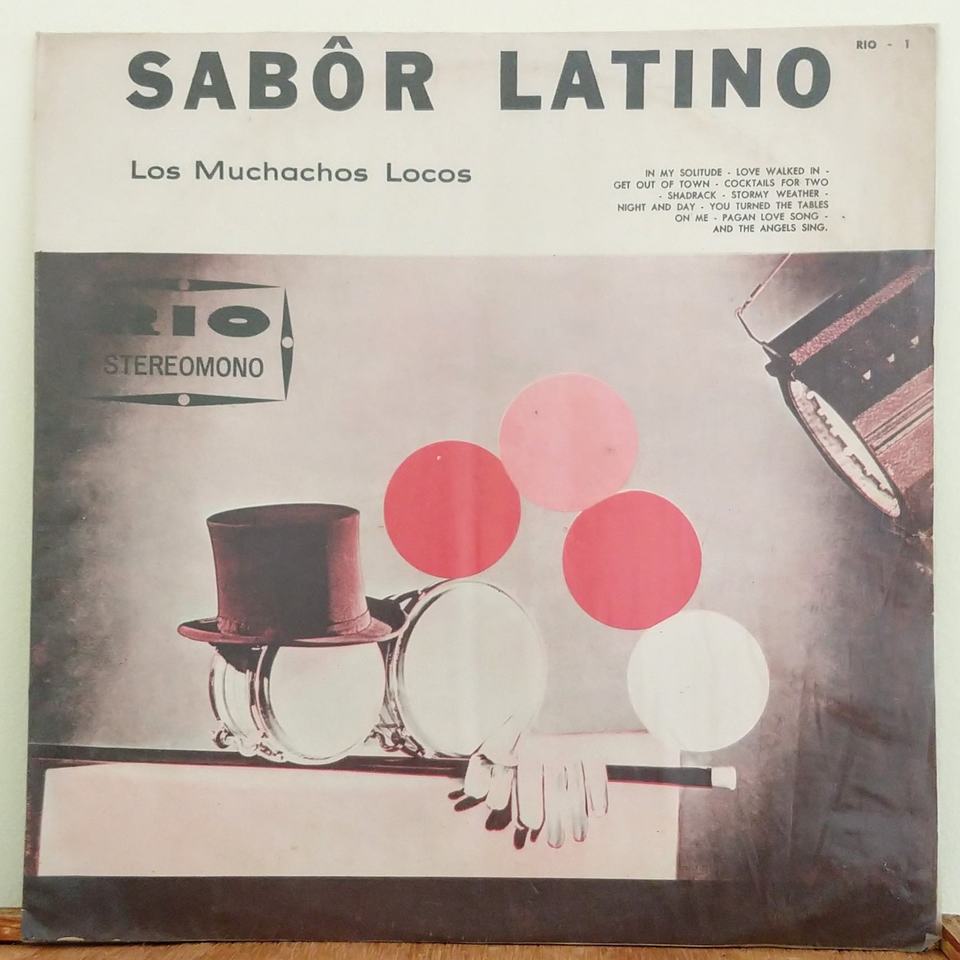 SABÔR LATINO
RIO - 1
Los Muchachos Locos
IN MY SOLITUDE - LOVE WALKED IN -
GET OUT OF TOWN - COCKTAILS FOR TWO
- SHADRACK - STORMY WEATHER -
NIGHT AND DAY - YOU TURNED THE TABLES
ON ME - PAGAN LOVE SONG -
AND THE ANGELS SING.
RIO
STEREOMONO